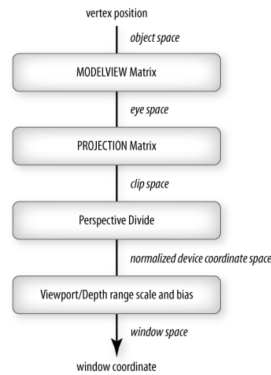 vertex position
object space
MODELVIEW Matrix
eye space
PROJECTION Matrix
clip space
Perspective Divide
normalized device coordinate space
Viewport/Depth range scale and bias
window space
window coordinate